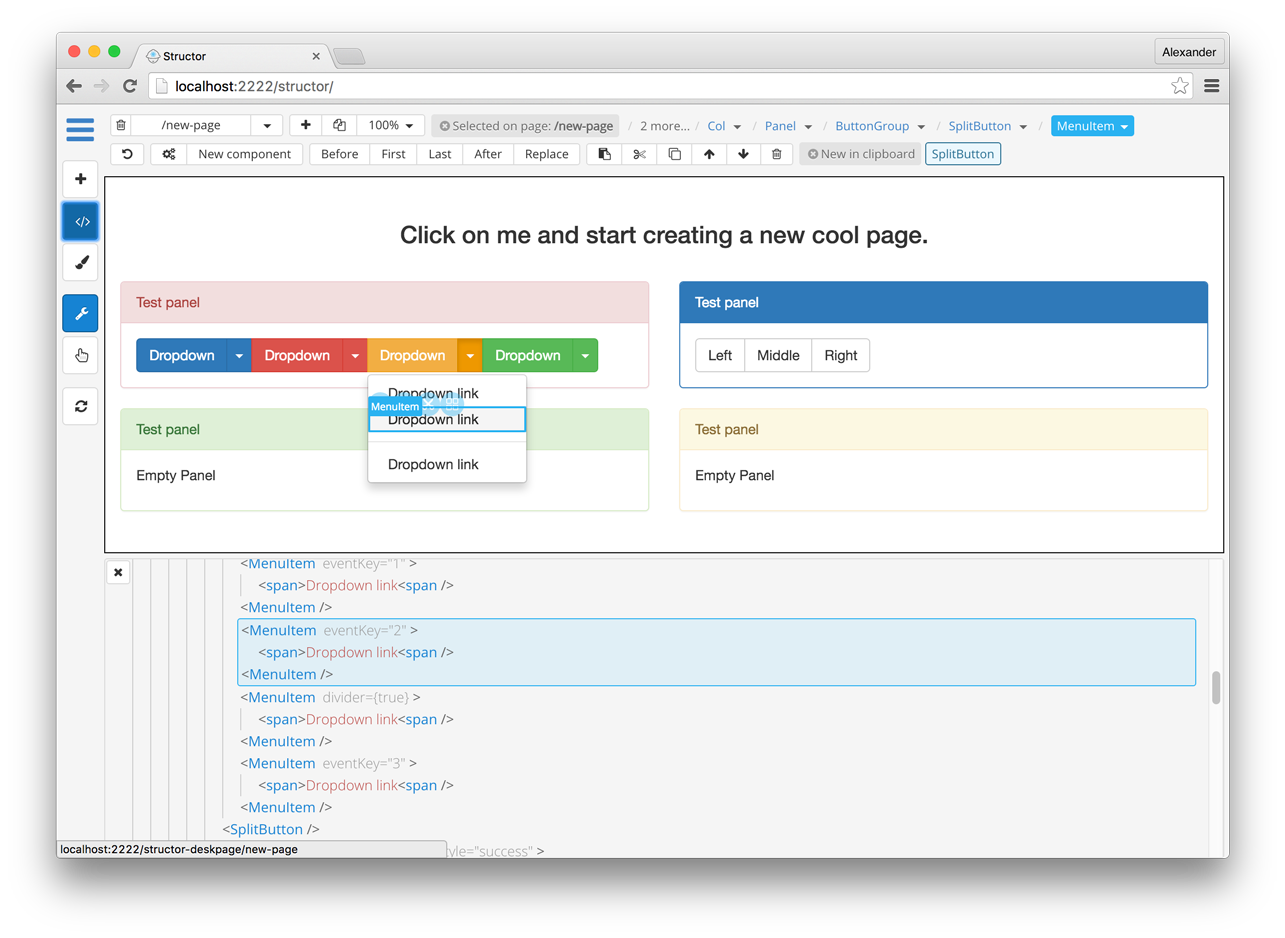 Structor
Alexander
localhost:2222/structor/
/new-page 100% Selected on page: /new-page / 2 more... / Col / Panel / ButtonGroup / SplitButton / MenuItem
New component Before First Last After Replace New in clipboard SplitButton
Click on me and start creating a new cool page.
Test panel
Dropdown Dropdown Dropdown Dropdown
Dropdown link
MenuItem
Dropdown link
Dropdown link
Test panel
Left Middle Right
Test panel
Empty Panel
Test panel
Empty Panel
<MenuItem eventKey="1" >
<span>Dropdown link<span />
<MenuItem />
<MenuItem eventKey="2" >
<span>Dropdown link<span />
<MenuItem />
<MenuItem divider={true} >
<span>Dropdown link<span />
<MenuItem />
<MenuItem eventKey="3" >
<span>Dropdown link<span />
<MenuItem />
<SplitButton />
yle="success" >
localhost:2222/structor-deskpage/new-page